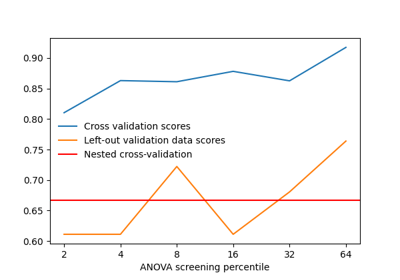 0.90
0.85
0.80
0.75
0.70
0.65
0.60
Cross validation scores
Left-out validation data scores
Nested cross-validation
2 4 8 16 32 64
ANOVA screening percentile